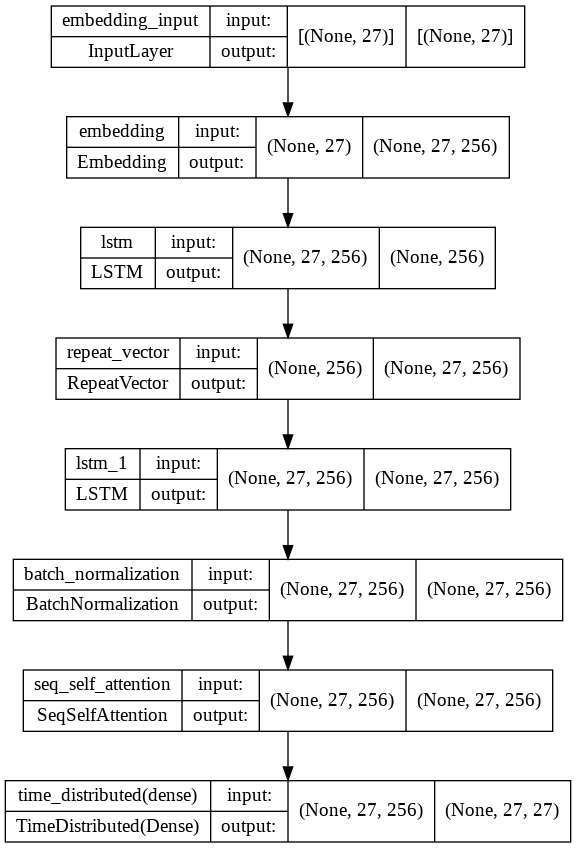 embedding_input input: [(None, 27)] [(None, 27)]
InputLayer output:
embedding input: (None, 27) (None, 27, 256)
Embedding output:
lstm input: (None, 27, 256) (None, 256)
LSTM output:
repeat_vector input: (None, 256) (None, 27, 256)
RepeatVector output:
lstm_1 input: (None, 27, 256) (None, 27, 256)
LSTM output:
batch_normalization input: (None, 27, 256) (None, 27, 256)
BatchNormalization output:
seq_self_attention input: (None, 27, 256) (None, 27, 256)
SeqSelfAttention output:
time_distributed(dense) input: (None, 27, 256) (None, 27, 27)
TimeDistributed(Dense) output: